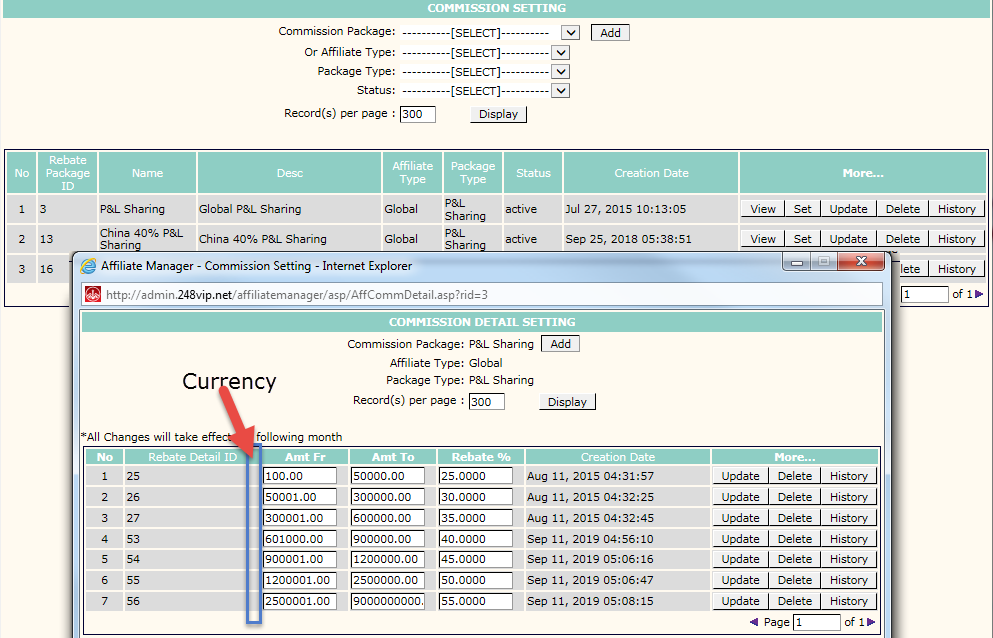 COMMISSION SETTING
Commission Package: ----------[SELECT]---------- Add
Or Affiliate Type: ----------[SELECT]----------
Package Type: ----------[SELECT]----------
Status: ----------[SELECT]----------
Record(s) per page : 300 Display
No Rebate Package ID Name Desc Affiliate Type Package Type Status Creation Date More...
1 3 P&L Sharing Global P&L Sharing Global P&L Sharing active Jul 27, 2015 10:13:05 View Set Update Delete History
2 13 China 40% P&L Sharing China 40% P&L Sharing Global P&L Sharing active Sep 25, 2018 05:38:51 View Set Update Delete History
3 16 lete History
1 of 1
Affiliate Manager - Commission Setting - Internet Explorer
http://admin.248vip.net/affiliatemanager/asp/AffCommDetail.asp?rid=3
COMMISSION DETAIL SETTING
Commission Package: P&L Sharing Add
Affiliate Type: Global
Package Type: P&L Sharing
Currency
Record(s) per page : 300 Display
*All Changes will take effect following month
No Rebate Detail ID Amt Fr Amt To Rebate % Creation Date More...
1 25 100.00 50000.00 25.0000 Aug 11, 2015 04:31:57 Update Delete History
2 26 50001.00 300000.00 30.0000 Aug 11, 2015 04:32:25 Update Delete History
3 27 300001.00 600000.00 35.0000 Aug 11, 2015 04:32:45 Update Delete History
4 53 601000.00 900000.00 40.0000 Sep 11, 2019 04:56:10 Update Delete History
5 54 900001.00 1200000.00 45.0000 Sep 11, 2019 05:06:16 Update Delete History
6 55 1200001.00 2500000.00 50.0000 Sep 11, 2019 05:06:47 Update Delete History
7 56 2500001.00 9000000000. 55.0000 Sep 11, 2019 05:08:15 Update Delete History
Page 1 of 1